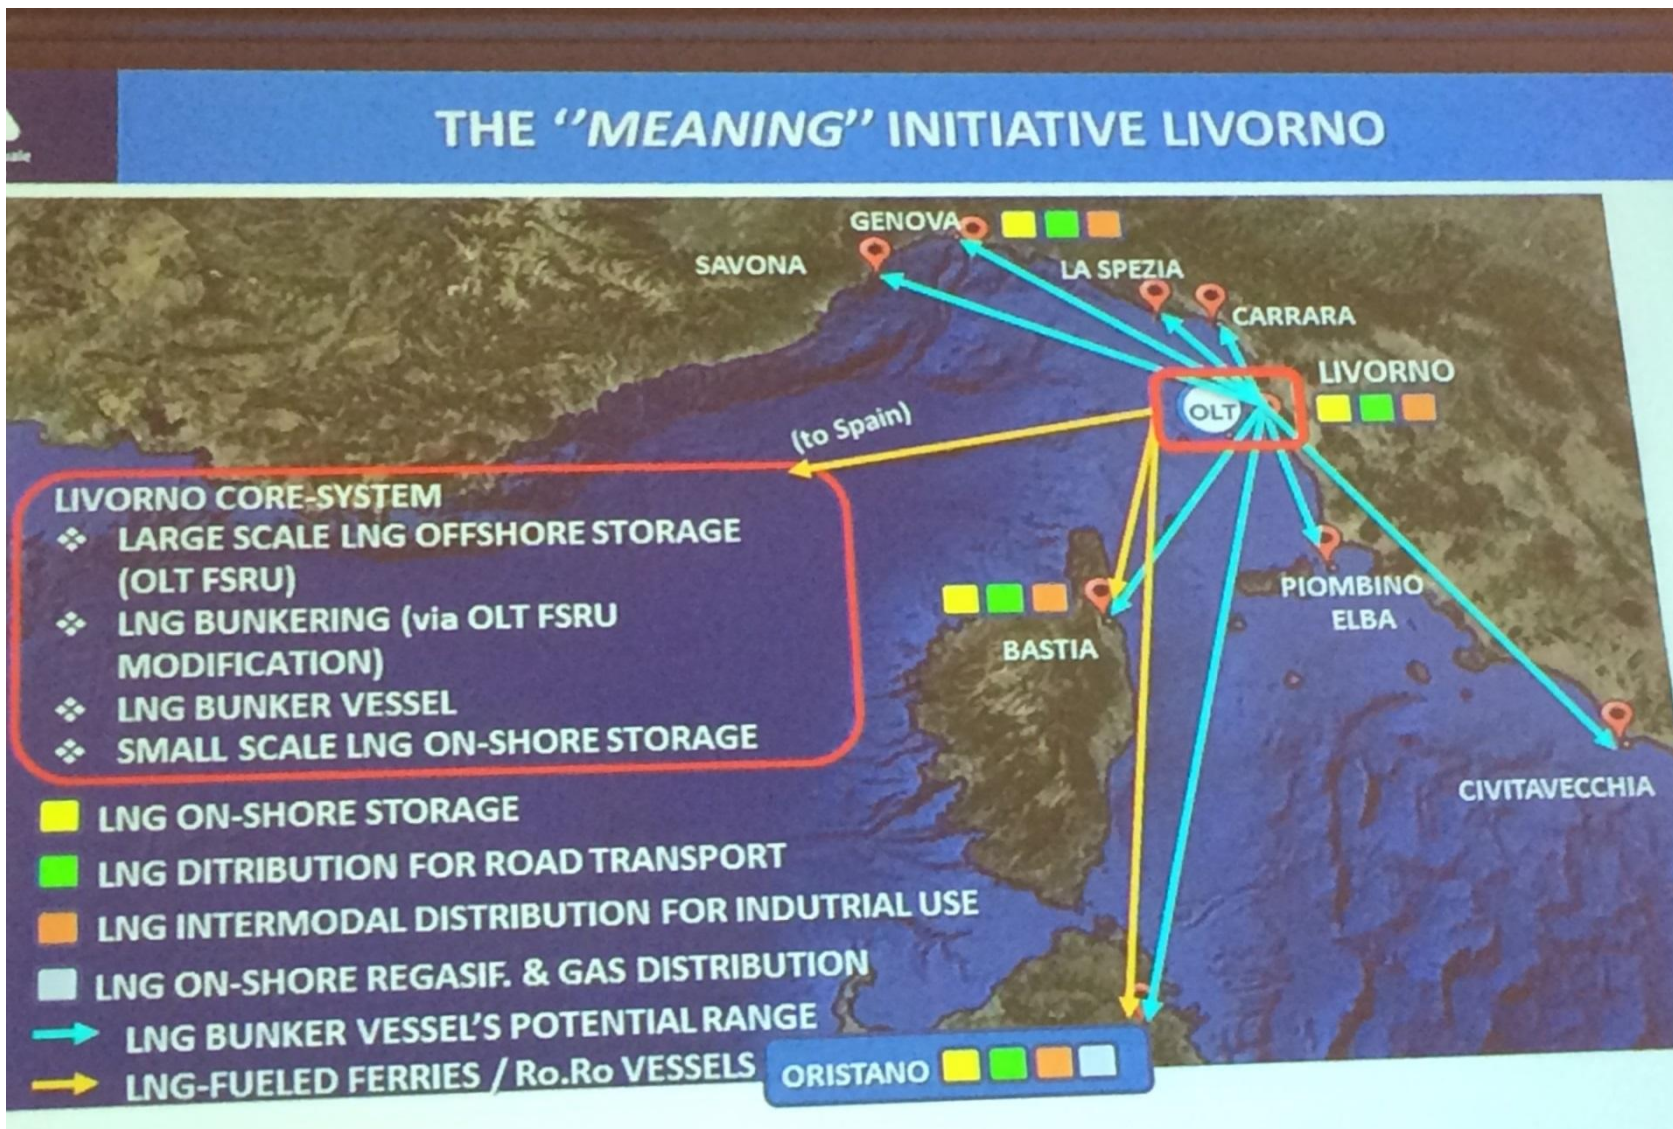 THE ‘’MEANING’’ INITIATIVE LIVORNO
GENOVA
SAVONA
LA SPEZIA
CARRARA
LIVORNO
OLT
(to Spain)
LIVORNO CORE-SYSTEM
❖ LARGE SCALE LNG OFFSHORE STORAGE
(OLT FSRU)
❖ LNG BUNKERING (via OLT FSRU
MODIFICATION)
❖ LNG BUNKER VESSEL
❖ SMALL SCALE LNG ON-SHORE STORAGE
PIOMBINO
ELBA
BASTIA
CIVITAVECCHIA
LNG ON-SHORE STORAGE
LNG DITRIBUTION FOR ROAD TRANSPORT
LNG INTERMODAL DISTRIBUTION FOR INDUTRIAL USE
LNG ON-SHORE REGASIF. & GAS DISTRIBUTION
LNG BUNKER VESSEL'S POTENTIAL RANGE
LNG-FUELED FERRIES / Ro.Ro VESSELS
ORISTANO